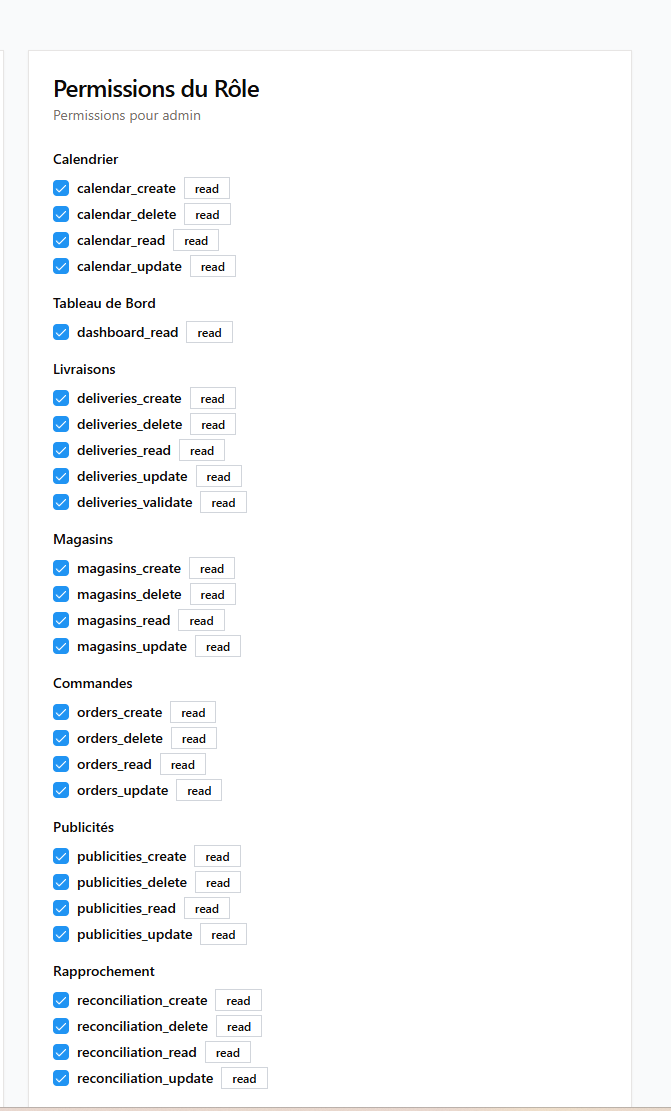 Permissions du Rôle
Permissions pour admin
Calendrier
calendar_create read
calendar_delete read
calendar_read read
calendar_update read
Tableau de Bord
dashboard_read read
Livraisons
deliveries_create read
deliveries_delete read
deliveries_read read
deliveries_update read
deliveries_validate read
Magasins
magasins_create read
magasins_delete read
magasins_read read
magasins_update read
Commandes
orders_create read
orders_delete read
orders_read read
orders_update read
Publicités
publicities_create read
publicities_delete read
publicities_read read
publicities_update read
Rapprochement
reconciliation_create read
reconciliation_delete read
reconciliation_read read
reconciliation_update read